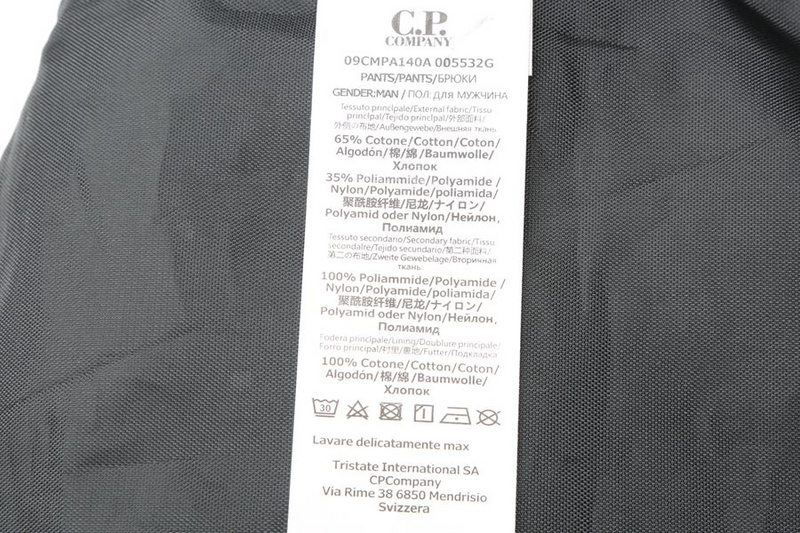 C.P.
COMPANY
09CMPA140A 005532G
PANTS/PANTS/БРЮКИ
GENDER:MAN / ПОЛ: для МУЖЧИНА
Tessuto principale/External fabric/Tissu
principal/Tejido principal/外部面料/
外側の布地/Außengewebe/Внешняя ткань
65% Cotone/Cotton/Coton/
Algodón/棉/綿/Baumwolle/
Хлопок
35% Poliammide/Polyamide /
Nylon/Polyamide/poliamida/
聚酰胺纤维/尼龙/ナイロン/
Polyamid oder Nylon/Нейлон,
Полиамид
Tessuto secondario/Secondary fabric/Tissu
secondaire/Tejido secundario/第二种面料/
第二の布地/Zweite Gewebelage/Вторичная
ткань:
100% Poliammide/Polyamide /
Nylon/Polyamide/poliamida/
聚酰胺纤维/尼龙/ナイロン/
Polyamid oder Nylon/Нейлон,
Полиамид
Fodera principale/Lining/Doublure principale/
Forro principal/村里/裏地/Futter/Подкладка
100% Cotone/Cotton/Coton/
Algodón/棉/綿/Baumwolle/
Хлопок
30
Lavare delicatamente max
Tristate International SA
CPCompany
Via Rime 38 6850 Mendrisio
Svizzera